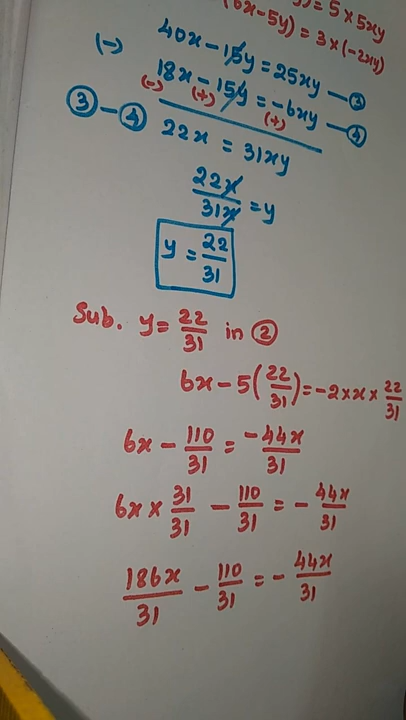 ) = 5 × 5xy
(6x-5y) = 3 × (-2xy)
(-) 40x - 15y = 25xy — ③
18x - 15y = -6xy — ④
(-) (+) (+)
③ - ④ 22x = 31xy
22x/31x = y
y = 22/31
Sub. y = 22/31 in ②
6x - 5(22/31) = -2 × x × 22/31
6x - 110/31 = -44x/31
6x × 31/31 - 110/31 = - 44x/31
186x/31 - 110/31 = - 44x/31